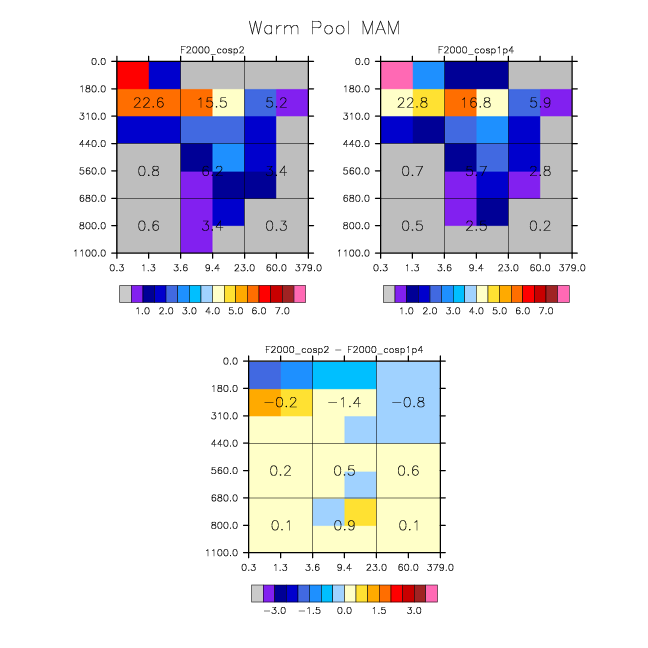 Warm Pool MAM
F2000_cosp2
0.0
180.0
310.0
440.0
560.0
680.0
800.0
1100.0
22.6 15.5 5.2
0.8 6.2 3.4
0.6 3.4 0.3
0.3 1.3 3.6 9.4 23.0 60.0 379.0
1.0 2.0 3.0 4.0 5.0 6.0 7.0
F2000_cosp1p4
0.0
180.0
310.0
440.0
560.0
680.0
800.0
1100.0
22.8 16.8 5.9
0.7 5.7 2.8
0.5 2.5 0.2
0.3 1.3 3.6 9.4 23.0 60.0 379.0
1.0 2.0 3.0 4.0 5.0 6.0 7.0
F2000_cosp2 − F2000_cosp1p4
0.0
180.0
310.0
440.0
560.0
680.0
800.0
1100.0
−0.2 −1.4 −0.8
0.2 0.5 0.6
0.1 0.9 0.1
0.3 1.3 3.6 9.4 23.0 60.0 379.0
−3.0 −1.5 0.0 1.5 3.0